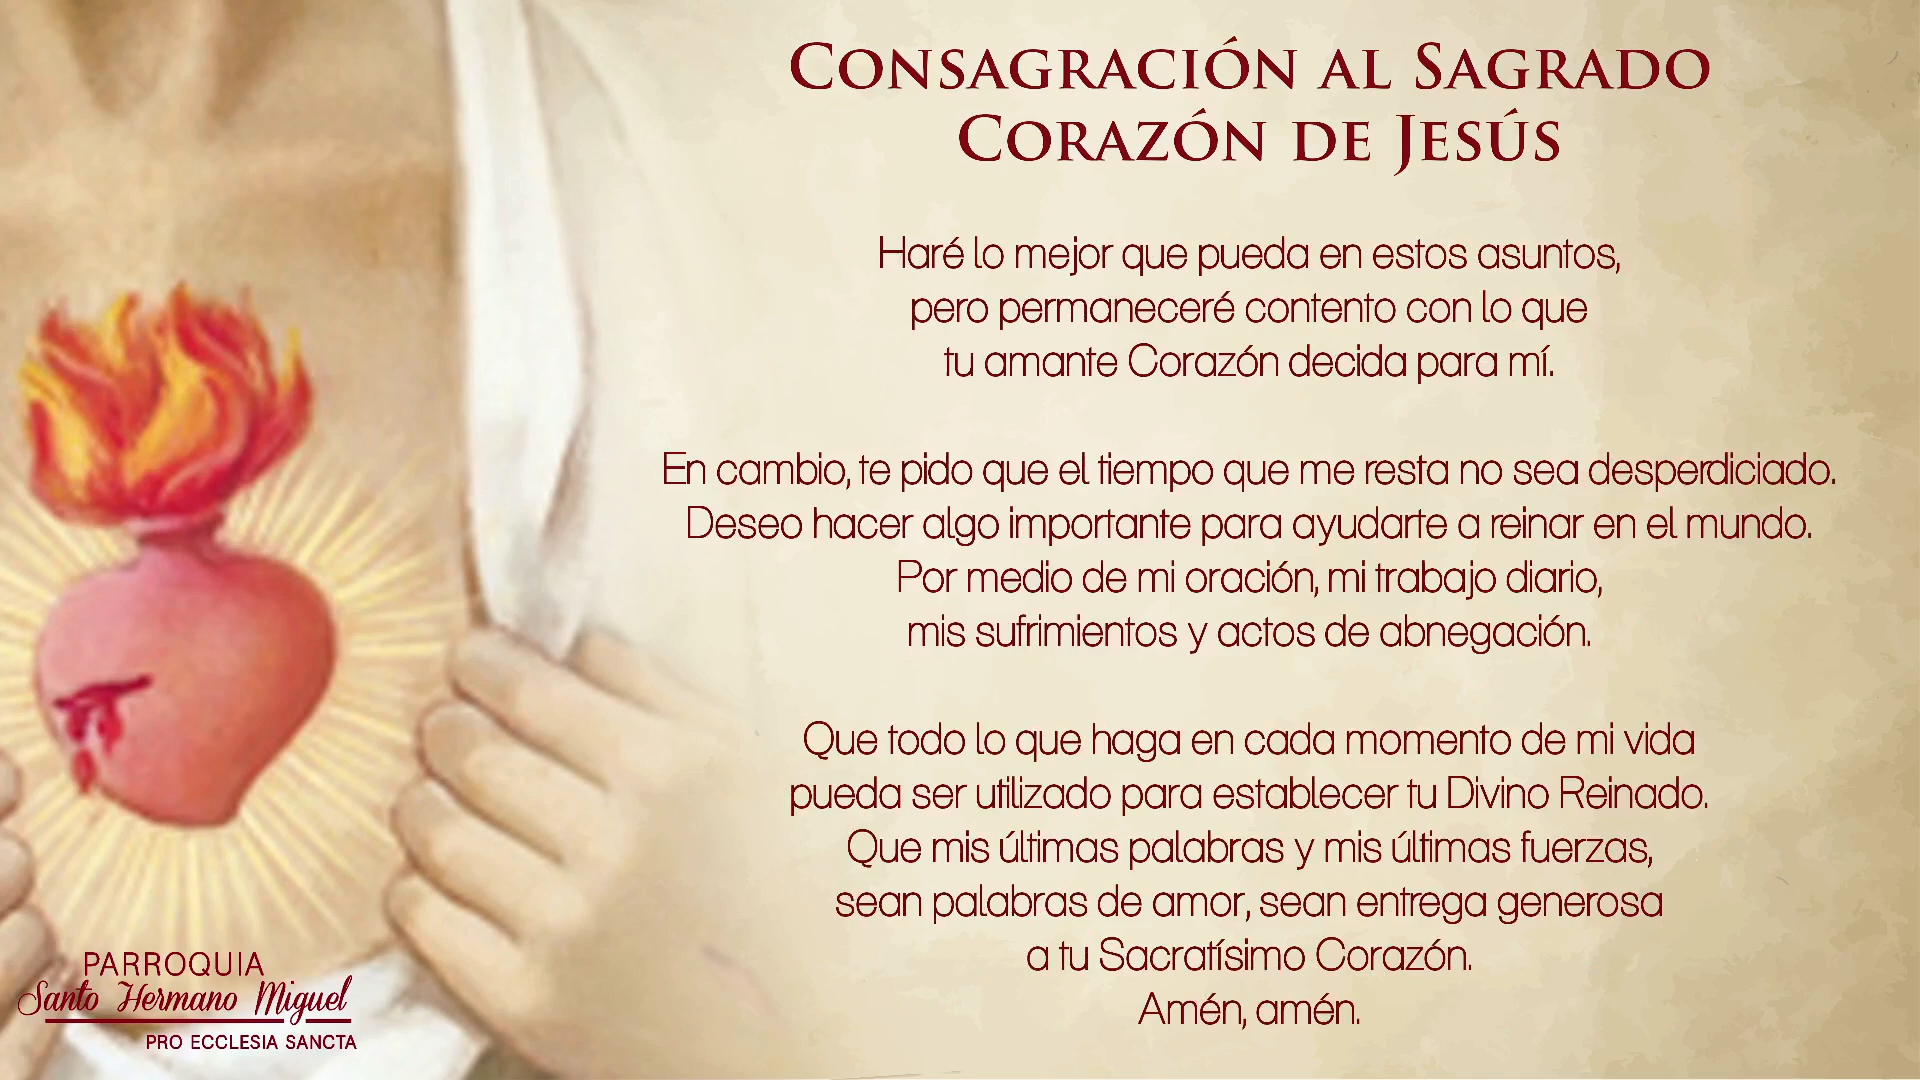 Consagración al Sagrado
Corazón de Jesús
Haré lo mejor que pueda en estos asuntos,
pero permaneceré contento con lo que
tu amante Corazón decida para mí.
En cambio, te pido que el tiempo que me resta no sea desperdiciado.
Deseo hacer algo importante para ayudarte a reinar en el mundo.
Por medio de mi oración, mi trabajo diario,
mis sufrimientos y actos de abnegación.
Que todo lo que haga en cada momento de mi vida
pueda ser utilizado para establecer tu Divino Reinado.
Que mis últimas palabras y mis últimas fuerzas,
sean palabras de amor, sean entrega generosa
a tu Sacratísimo Corazón.
Amén, amén.
PARROQUIA
Santo Hermano Miguel
PRO ECCLESIA SANCTA